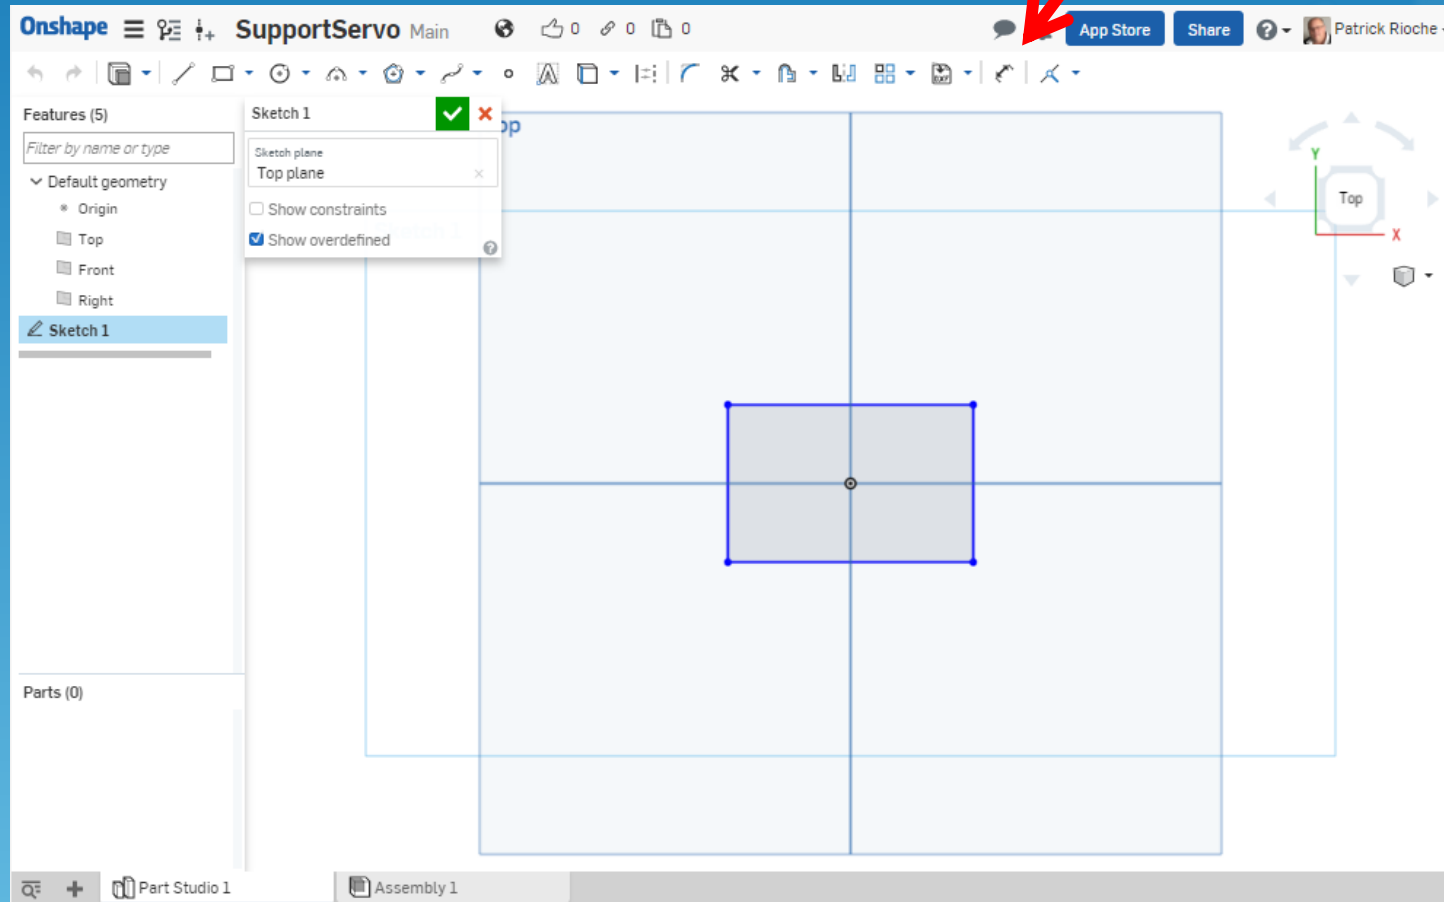 Onshape SupportServo Main 0 0 0 App Store Share Patrick Rioche
Features (5)
Filter by name or type
Default geometry
Origin
Top
Front
Right
Sketch 1
Sketch 1
Sketch plane
Top plane
Show constraints
Show overdefined
Y
Top
X
Parts (0)
Part Studio 1
Assembly 1